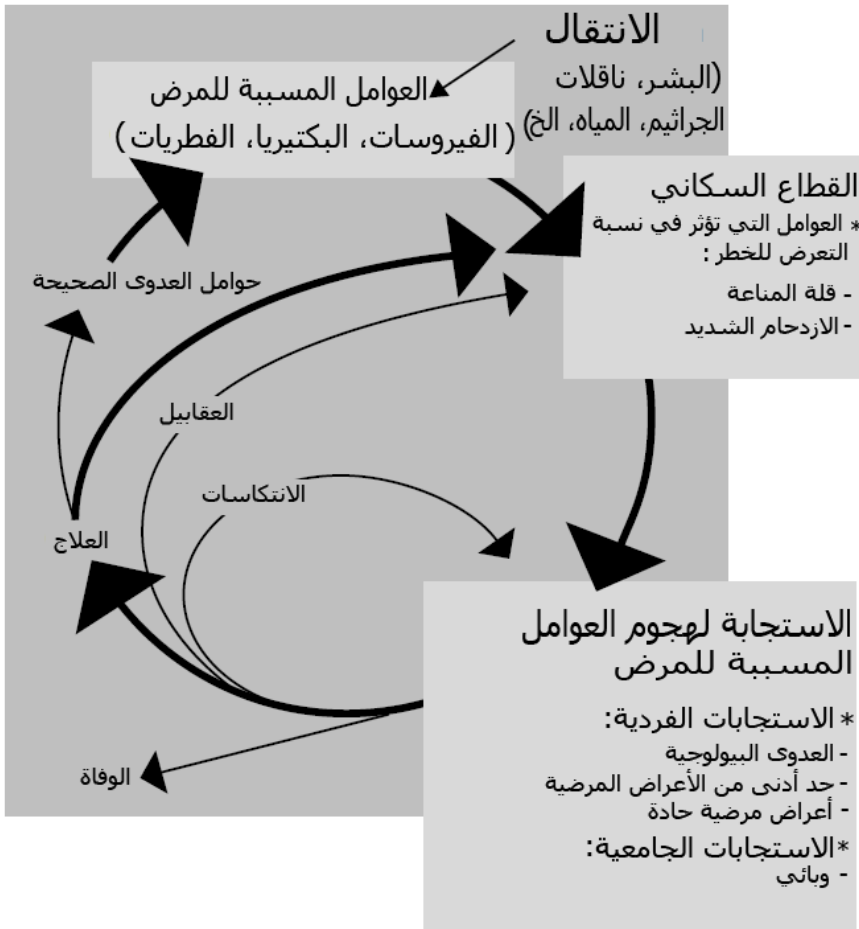 الانتقال
(البشر، ناقلات
الجراثيم، المياه، الخ)
العوامل المسببة للمرض
(الفيروسات، البكتيريا، الفطريات)
القطاع السكاني
* العوامل التي تؤثر في نسبة
التعرض للخطر :
- قلة المناعة
- الازدحام الشديد
حوامل العدوى الصحيحة
العقابيل
الانتكاسات
العلاج
الاستجابة لهجوم العوامل
المسببة للمرض
* الاستجابات الفردية:
- العدوى البيولوجية
- حد أدنى من الأعراض المرضية
- أعراض مرضية حادة
*الاستجابات الجامعية:
- وبائي
الوفاة